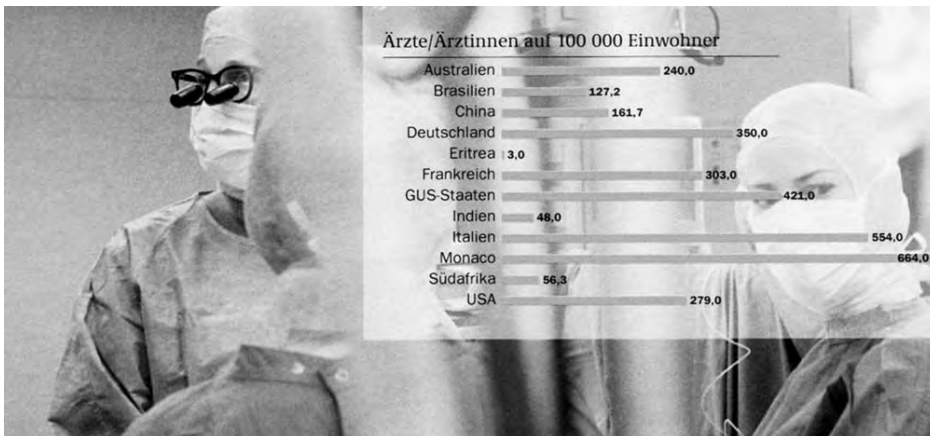 Ärzte/Ärztinnen auf 100 000 Einwohner
Australien 240,0
Brasilien 127,2
China 161,7
Deutschland 350,0
Eritrea 3,0
Frankreich 303,0
GUS-Staaten 421,0
Indien 48,0
Italien 554,0
Monaco 664,0
Südafrika 56,3
USA 279,0